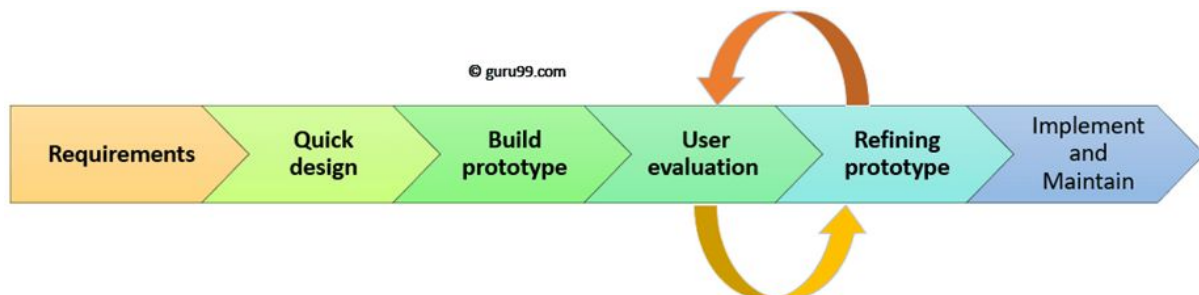 © guru99.com
Requirements
Quick
design
Build
prototype
User
evaluation
Refining
prototype
Implement
and
Maintain